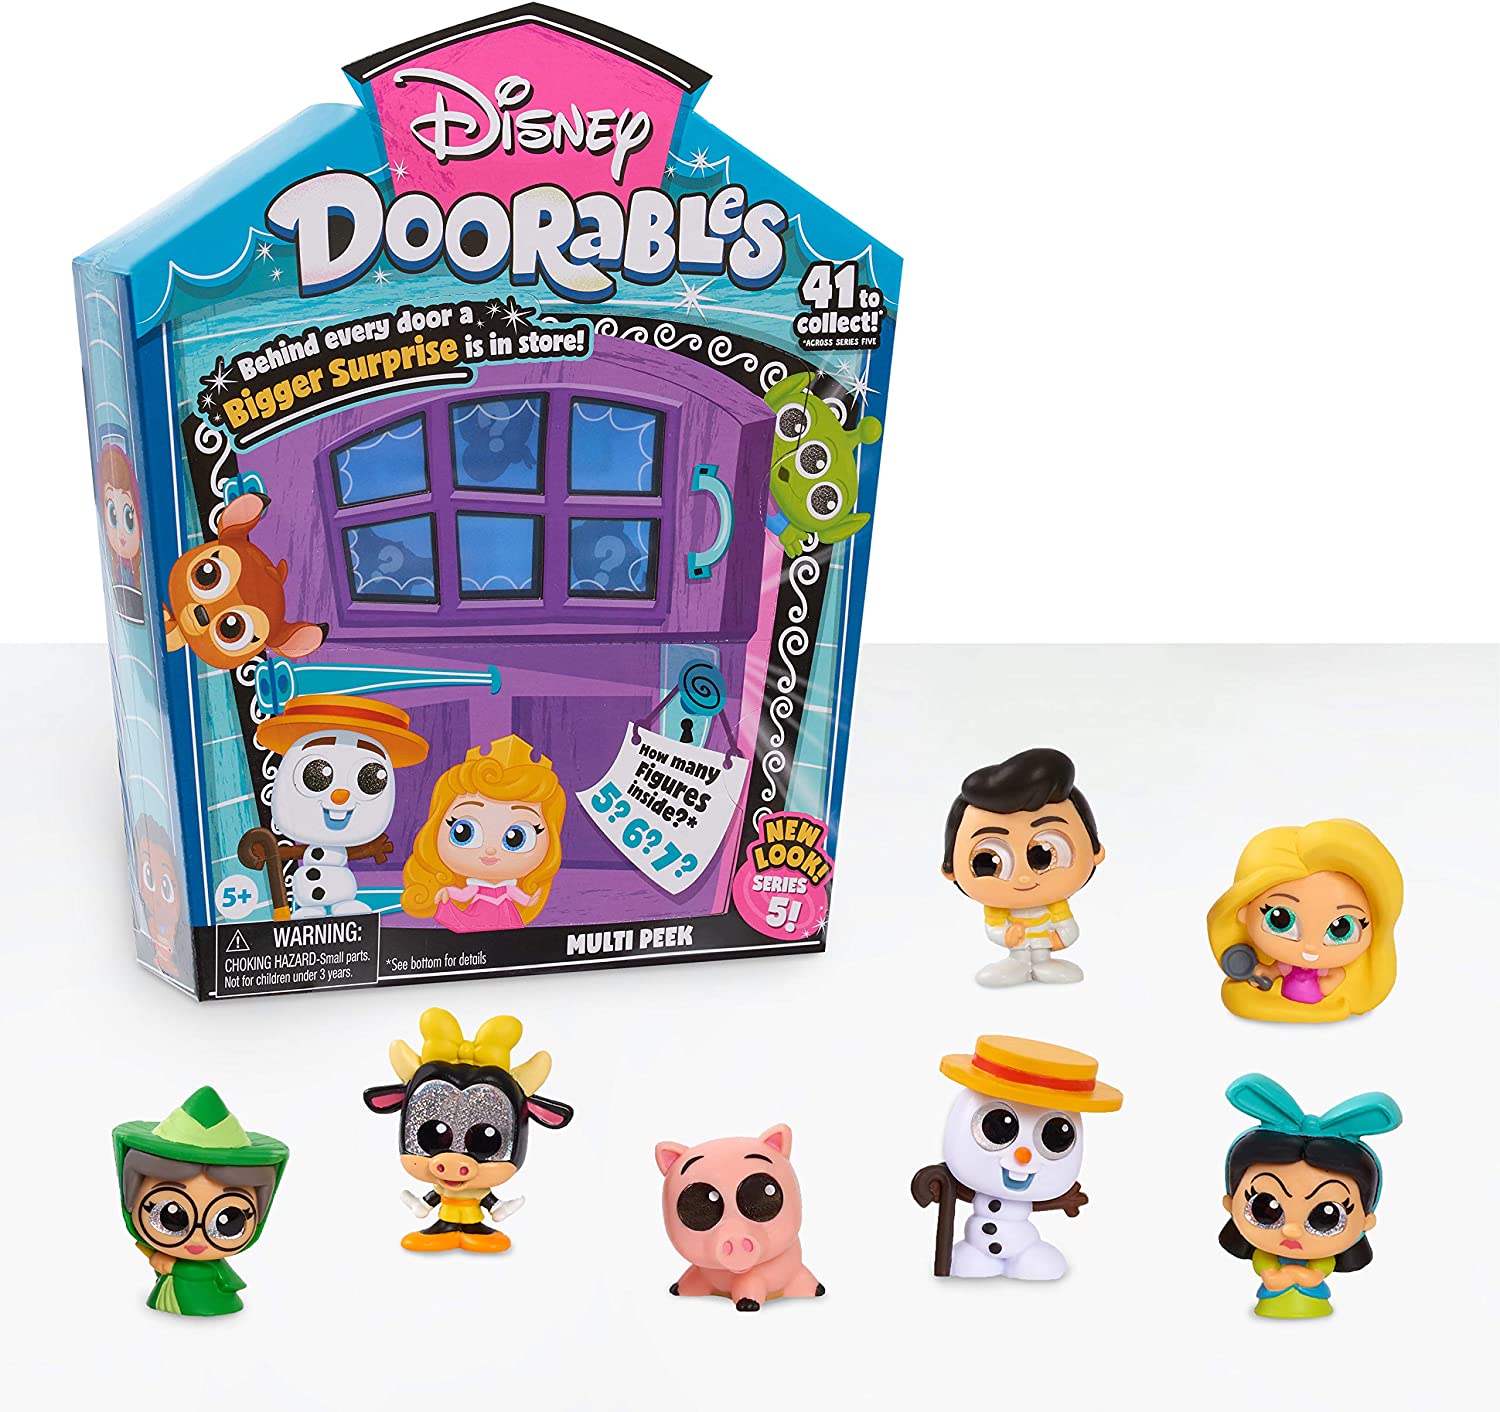 Disney
DOORABLES
41 to
collect!*
*ACROSS SERIES FIVE
Behind every door a
Bigger Surprise is in store!
?
?
?
How many
Figures
inside?*
5? 6? 7?
NEW
LOOK!
SERIES
5!
5+
WARNING:
CHOKING HAZARD-Small parts.
Not for children under 3 years.
*See bottom for details
MULTI PEEK